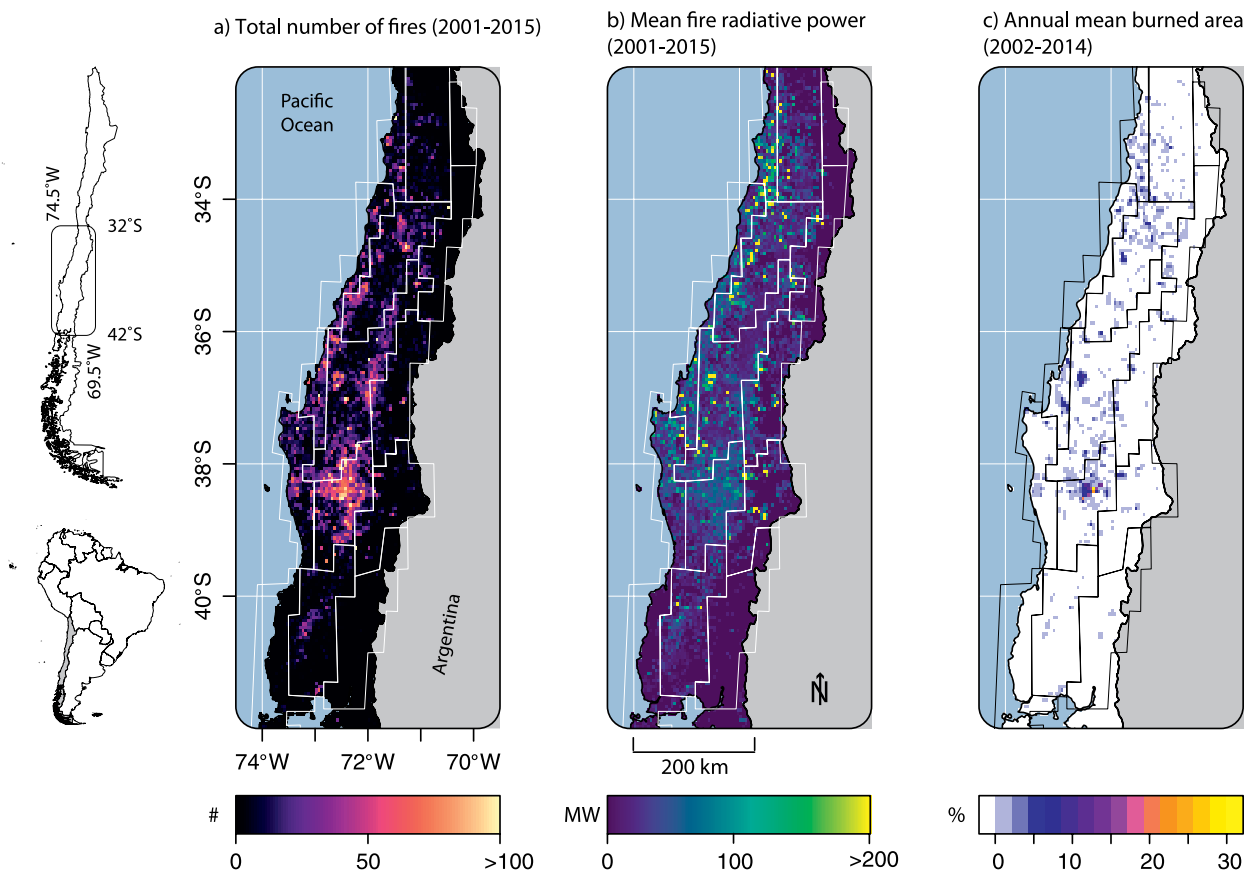 a) Total number of fires (2001-2015)
b) Mean fire radiative power
(2001-2015)
c) Annual mean burned area
(2002-2014)
74.5°W
32°S
42°S
69.5°W
Pacific
Ocean
34°S
36°S
38°S
40°S
Argentina
N
74°W
72°W
70°W
200 km
#
0
50
>100
MW
0
100
>200
%
0
10
20
30